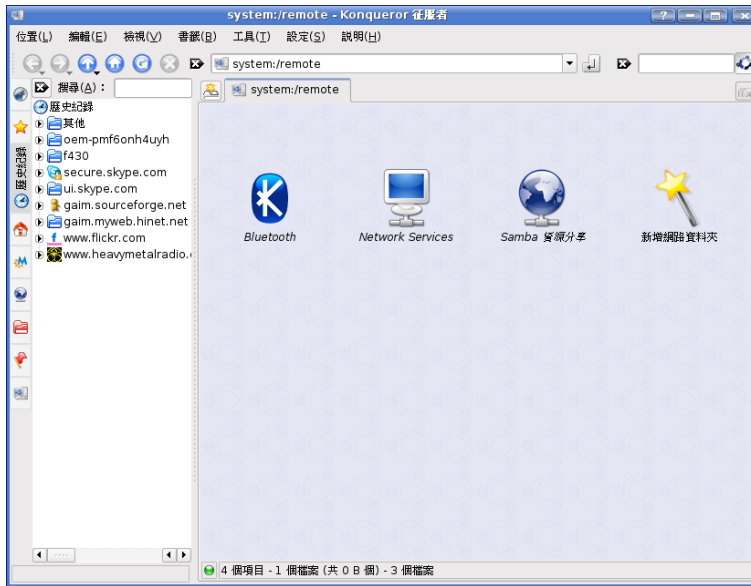 system:/remote - Konqueror 征服者
位置(L) 編輯(E) 檢視(V) 書籤(B) 工具(T) 設定(S) 說明(H)
system:/remote
搜尋(A)：
system:/remote
歷史紀錄
歷史紀錄
其他
oem-pmf6onh4uyh
f430
secure.skype.com
ui.skype.com
gaim.sourceforge.net
gaim.myweb.hinet.net
www.flickr.com
www.heavymetalradio.
Bluetooth
Network Services
Samba 資源分享
新增網路資料夾
4 個項目 - 1 個檔案 (共 0 B 個) - 3 個檔案